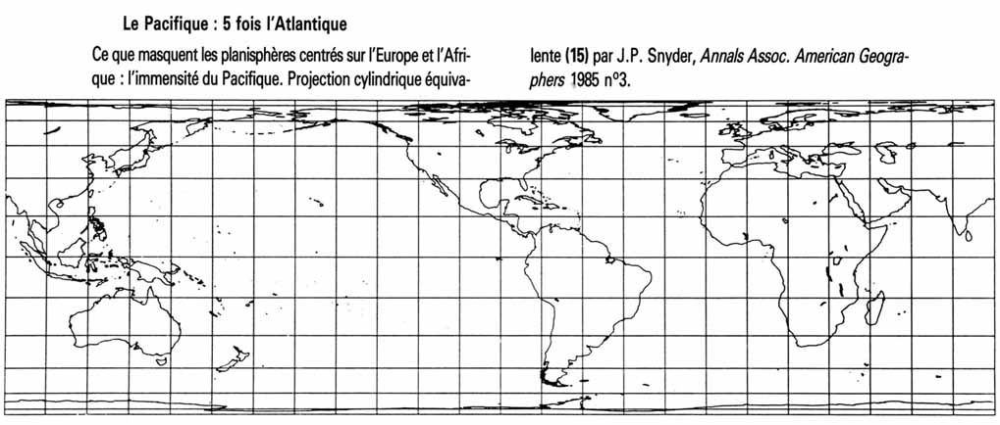 Le Pacifique : 5 fois l'Atlantique
Ce que masquent les planisphères centrés sur l'Europe et l'Afri-
que : l'immensité du Pacifique. Projection cylindrique équiva-
lente (15) par J.P. Snyder, Annals Assoc. American Geogra-
phers 1985 nº3.